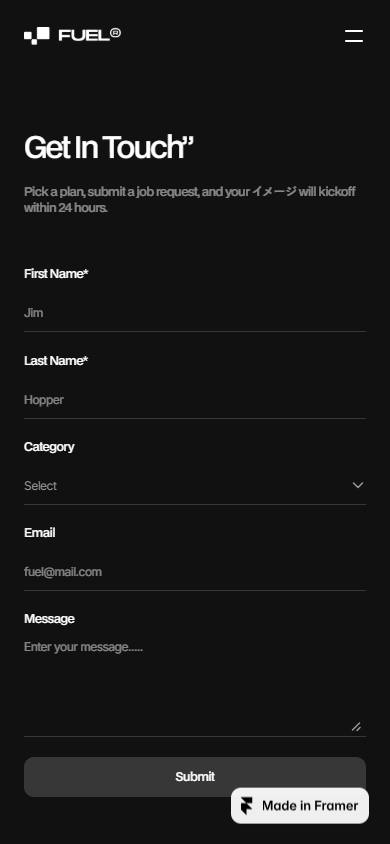 FUEL®
Get In Touch”
Pick a plan, submit a job request, and your イメージ will kickoff
within 24 hours.
First Name*
Jim
Last Name*
Hopper
Category
Select
Email
fuel@mail.com
Message
Enter your message.....
Submit
Made in Framer